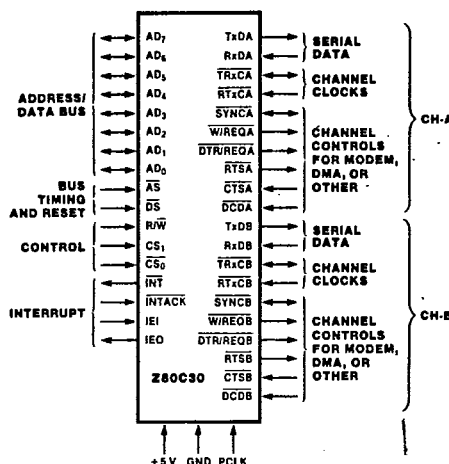 ADDRESS/
DATA BUS
BUS
TIMING
AND RESET
CONTROL
INTERRUPT
AD7
AD6
AD5
AD4
AD3
AD2
AD1
AD0
AS
DS
R/W
CS1
CS0
INT
INTACK
IEI
IEO
Z80C30
TxDA
RxDA
TRxCA
RTxCA
SYNCA
W/REQA
DTR/REQA
RTSA
CTSA
DCDA
TxDB
RxDB
TRxCB
RTxCB
SYNCB
W/REQB
DTR/REQB
RTSB
CTSB
DCDB
SERIAL
DATA
CHANNEL
CLOCKS
CHANNEL
CONTROLS
FOR MODEM,
DMA, OR
OTHER
CH-A
SERIAL
DATA
CHANNEL
CLOCKS
CHANNEL
CONTROLS
FOR MODEM,
DMA, OR
OTHER
CH-B
+5V GND PCLK